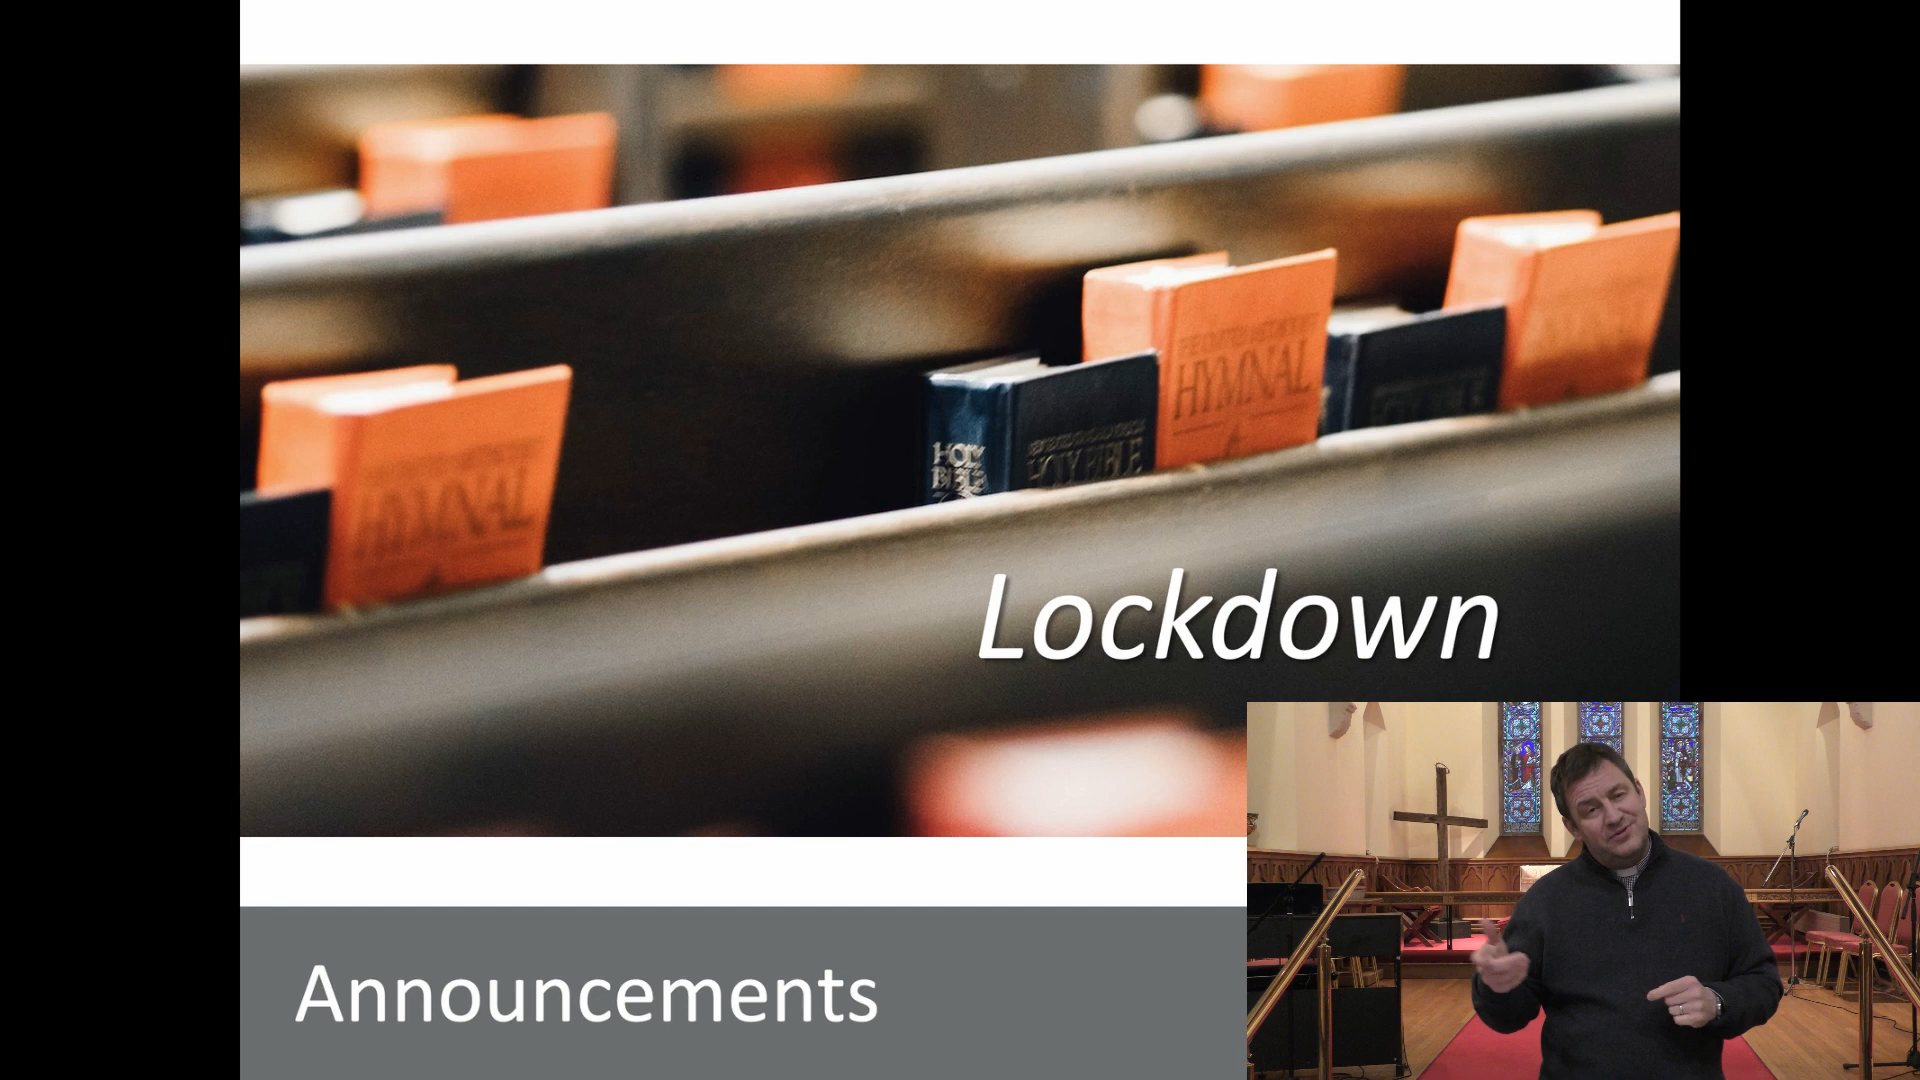 HYMNAL
HOLY
BIBLE
HOLY BIBLE
HYMNAL
Lockdown
Announcements